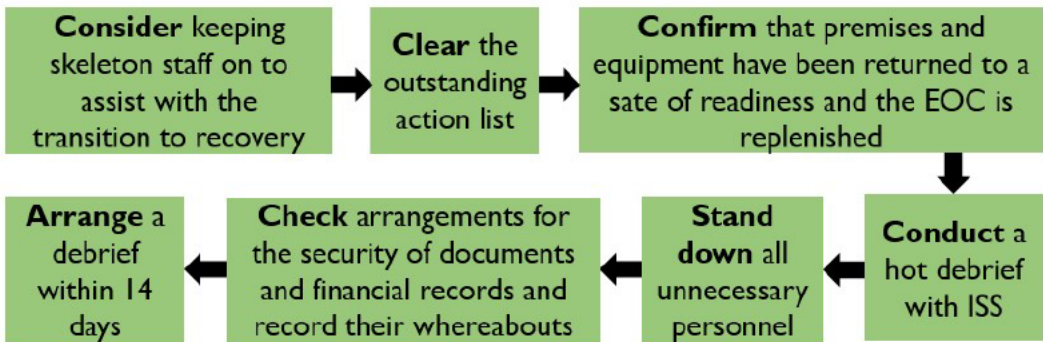 Consider keeping
skeleton staff on to
assist with the
transition to recovery
Clear the
outstanding
action list
Confirm that premises and
equipment have been returned to a
sate of readiness and the EOC is
replenished
Conduct a
hot debrief
with ISS
Stand
down all
unnecessary
personnel
Check arrangements for
the security of documents
and financial records and
record their whereabouts
Arrange a
debrief
within 14
days